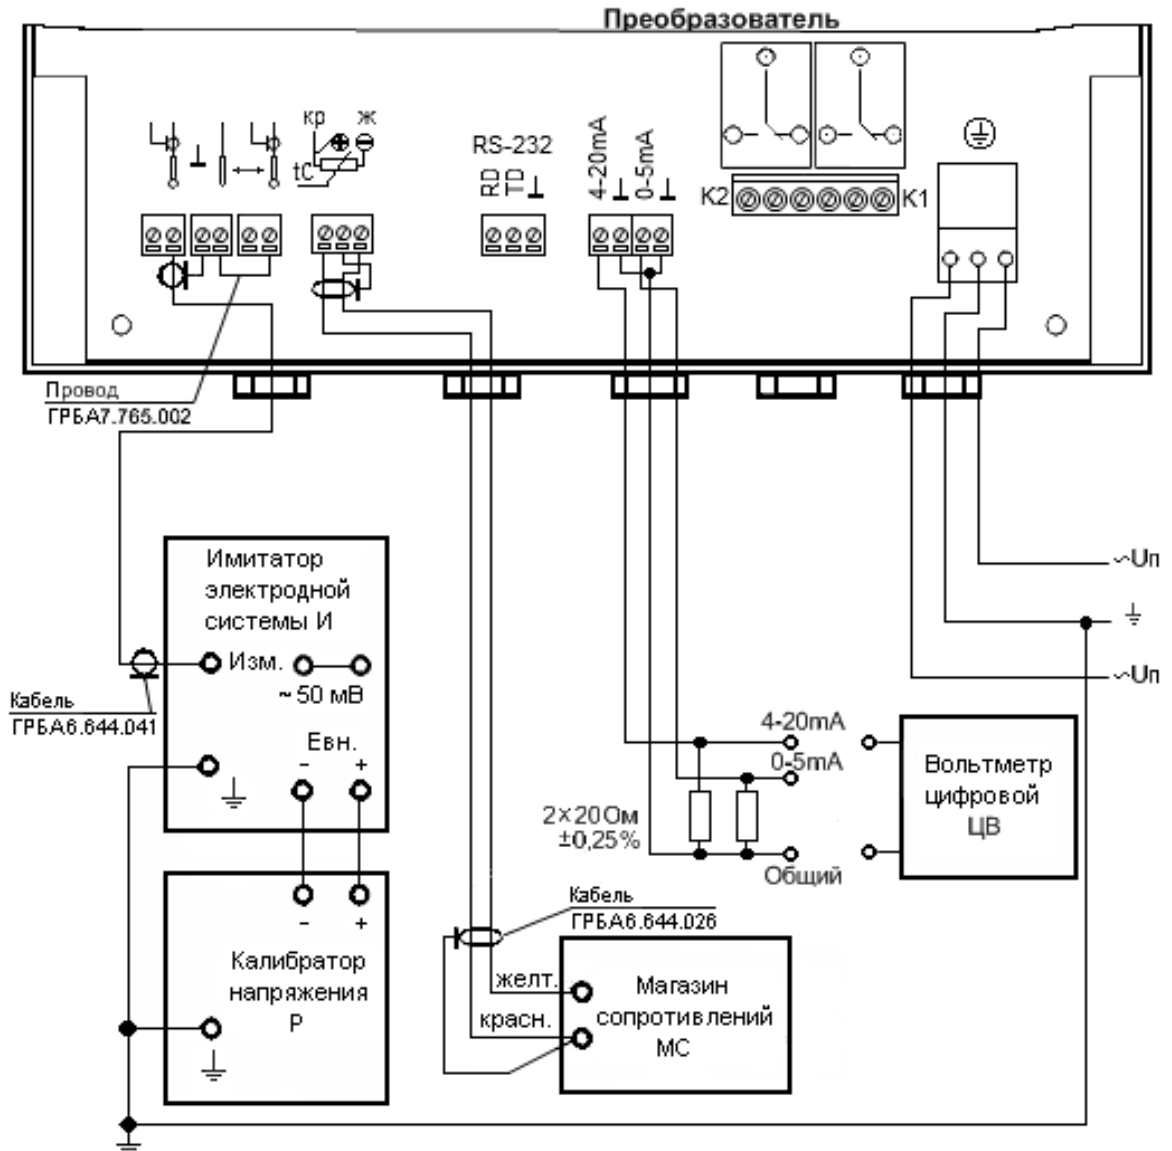 Преобразователь
кр ж
tC
RS-232
RD
TD
4-20mA
0-5mA
K2
K1
Провод
ГРБА7.765.002
Имитатор
электродной
системы И
Изм.
~ 50 мВ
Евн.
− +
Кабель
ГРБА6.644.041
~Uп
~Uп
4-20mA
0-5mA
2×20Ом
±0,25%
Общий
Вольтметр
цифровой
ЦВ
− +
Калибратор
напряжения
Р
Кабель
ГРБА6.644.026
желт.
красн.
Магазин
сопротивлений
МС